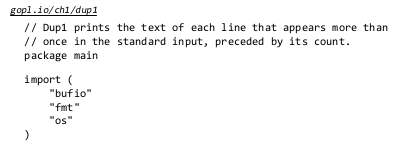 gopl.io/ch1/dup1
// Dup1 prints the text of each line that appears more than
// once in the standard input, preceded by its count.
package main
import (
    "bufio"
    "fmt"
    "os"
)